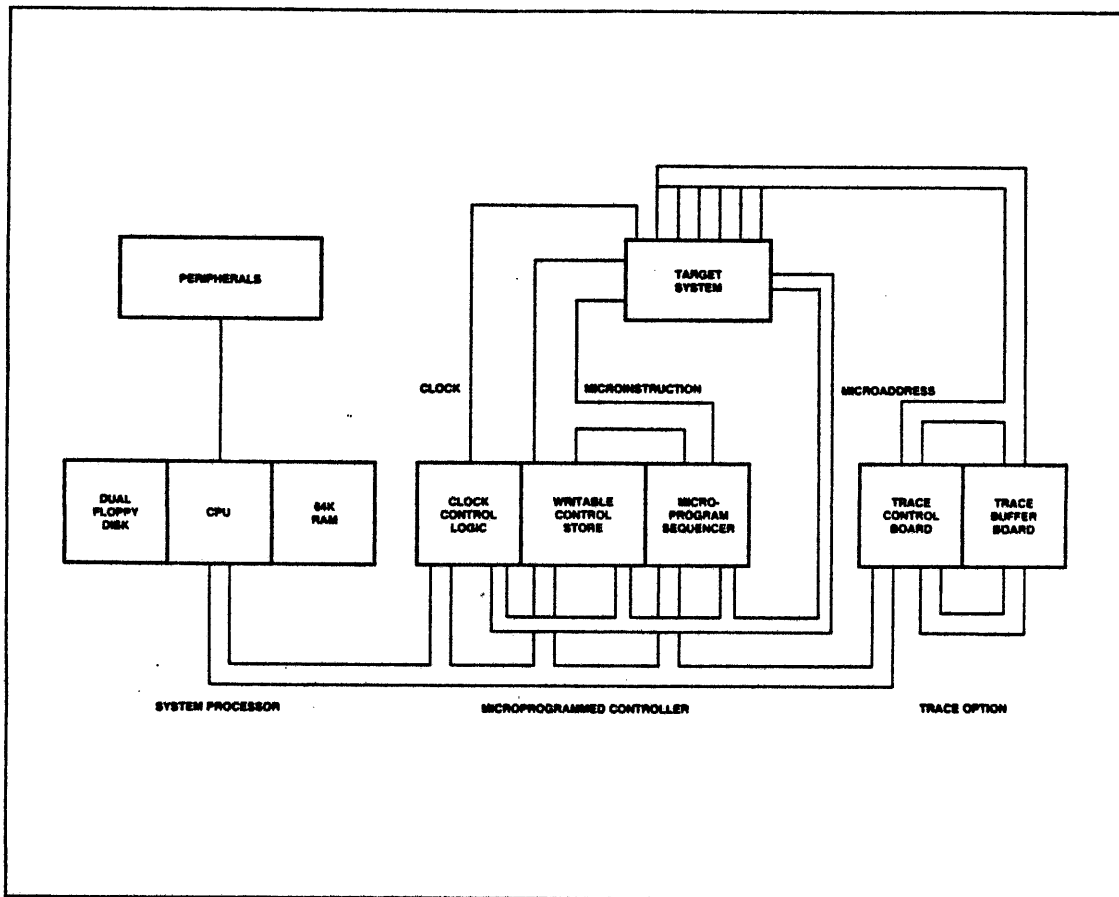 PERIPHERALS
TARGET
SYSTEM
CLOCK
MICROINSTRUCTION
MICROADDRESS
DUAL
FLOPPY
DISK
CPU
64K
RAM
CLOCK
CONTROL
LOGIC
WRITABLE
CONTROL
STORE
MICRO-
PROGRAM
SEQUENCER
TRACE
CONTROL
BOARD
TRACE
BUFFER
BOARD
SYSTEM PROCESSOR
MICROPROGRAMMED CONTROLLER
TRACE OPTION